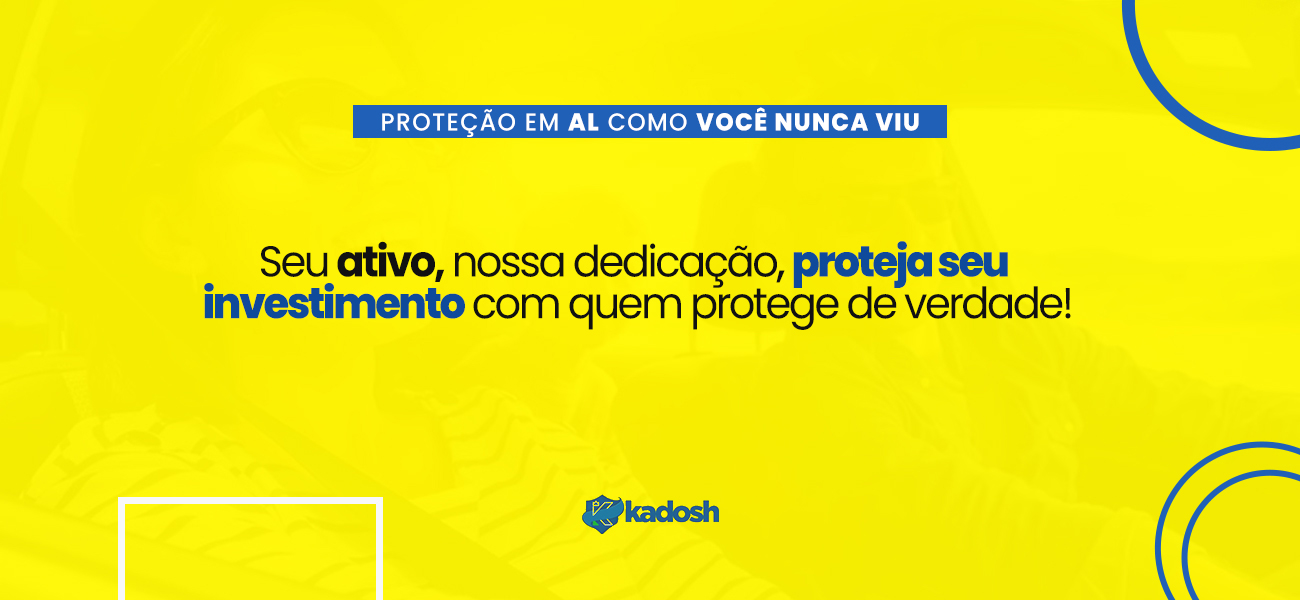 PROTEÇÃO EM AL COMO VOCÊ NUNCA VIU
Seu ativo, nossa dedicação, proteja seu
investimento com quem protege de verdade!
kadosh